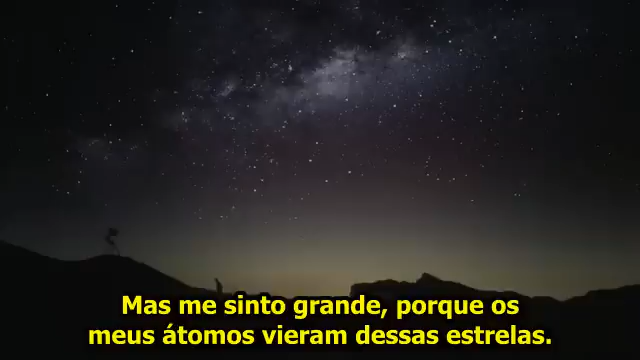 Mas me sinto grande, porque os
meus átomos vieram dessas estrelas.